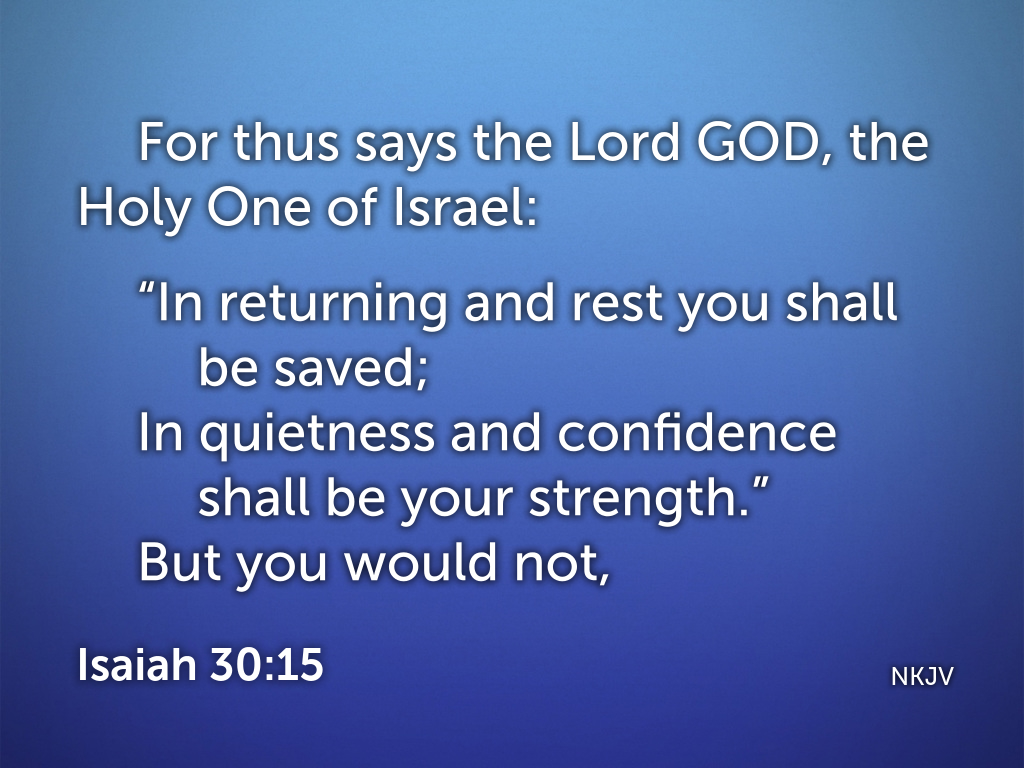 For thus says the Lord GOD, the
Holy One of Israel:
“In returning and rest you shall
be saved;
In quietness and confidence
shall be your strength.”
But you would not,
Isaiah 30:15
NKJV